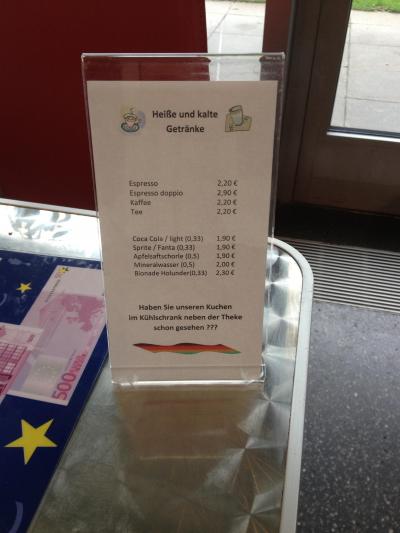 Heiße und kalte
Getränke
Espresso 2,20 €
Espresso doppio 2,90 €
Kaffee 2,20 €
Tee 2,20 €
Coca Cola / light (0,33) 1,90 €
Sprite / Fanta (0,33) 1,90 €
Apfelsaftschorle (0,5) 1,90 €
Mineralwasser (0,5) 2,00 €
Bionade Holunder(0,33) 2,30 €
Haben Sie unseren Kuchen
im Kühlschrank neben der Theke
schon gesehen ???
500